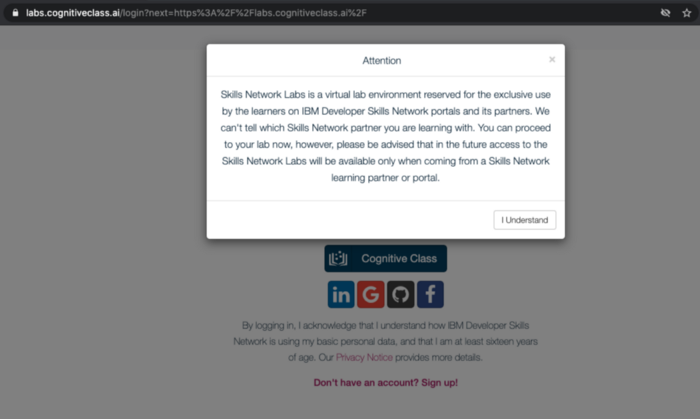 labs.cognitiveclass.ai/login?next=https%3A%2F%2Flabs.cognitiveclass.ai%2F
Attention
×
Skills Network Labs is a virtual lab environment reserved for the exclusive use
by the learners on IBM Developer Skills Network portals and its partners. We
can't tell which Skills Network partner you are learning with. You can proceed
to your lab now, however, please be advised that in the future access to the
Skills Network Labs will be available only when coming from a Skills Network
learning partner or portal.
I Understand
Cognitive Class
in G f
By logging in, I acknowledge that I understand how IBM Developer Skills
Network is using my basic personal data, and that I am at least sixteen years
of age. Our Privacy Notice provides more details.
Don't have an account? Sign up!